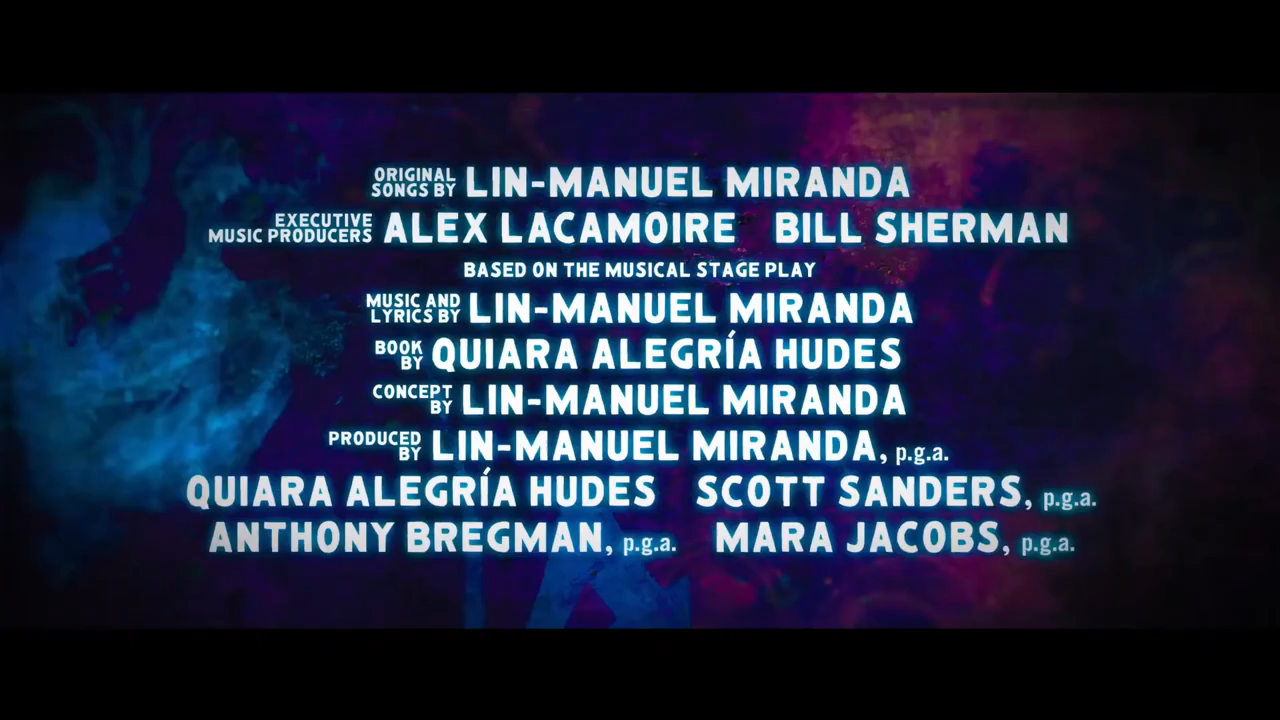 ORIGINAL SONGS BY LIN-MANUEL MIRANDA
EXECUTIVE MUSIC PRODUCERS ALEX LACAMOIRE BILL SHERMAN
BASED ON THE MUSICAL STAGE PLAY
MUSIC AND LYRICS BY LIN-MANUEL MIRANDA
BOOK BY QUIARA ALEGRÍA HUDES
CONCEPT BY LIN-MANUEL MIRANDA
PRODUCED BY LIN-MANUEL MIRANDA, p.g.a.
QUIARA ALEGRÍA HUDES SCOTT SANDERS, p.g.a.
ANTHONY BREGMAN, p.g.a. MARA JACOBS, p.g.a.